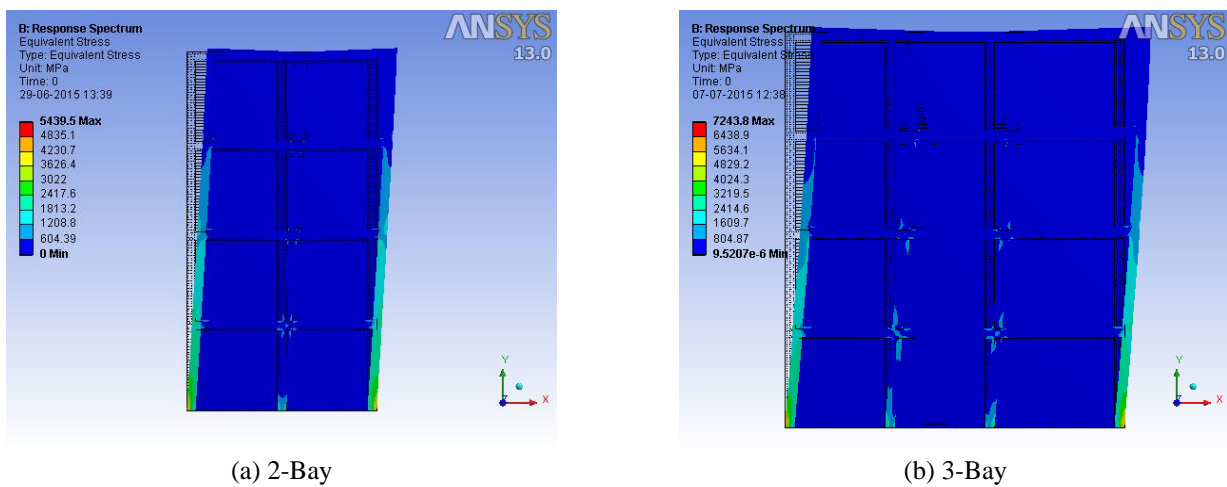 B: Response Spectrum
Equivalent Stress
Type: Equivalent Stress
Unit: MPa
Time: 0
29-06-2015 13:39
5439.5 Max
4835.1
4230.7
3626.4
3022
2417.6
1813.2
1208.8
604.39
0 Min
ANSYS
13.0
Y
Z
X
(a) 2-Bay
B: Response Spectrum
Equivalent Stress
Type: Equivalent Stress
Unit: MPa
Time: 0
07-07-2015 12:38
7243.8 Max
6438.9
5634.1
4829.2
4024.3
3219.5
2414.6
1609.7
804.87
9.5207e-6 Min
ANSYS
13.0
Y
Z
X
(b) 3-Bay